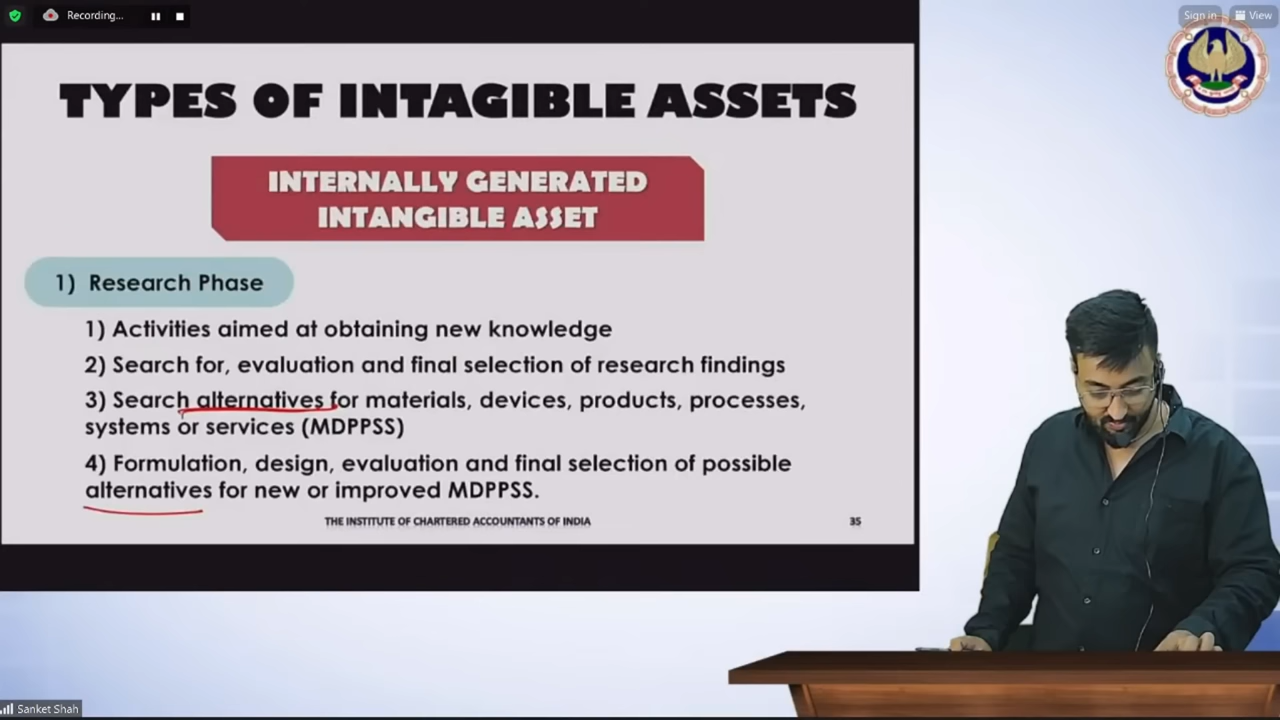 Recording...
Sign in
View
TYPES OF INTAGIBLE ASSETS
INTERNALLY GENERATED
INTANGIBLE ASSET
1) Research Phase
1) Activities aimed at obtaining new knowledge
2) Search for, evaluation and final selection of research findings
3) Search alternatives for materials, devices, products, processes,
systems or services (MDPPSS)
4) Formulation, design, evaluation and final selection of possible
alternatives for new or improved MDPPSS.
THE INSTITUTE OF CHARTERED ACCOUNTANTS OF INDIA
35
Sanket Shah